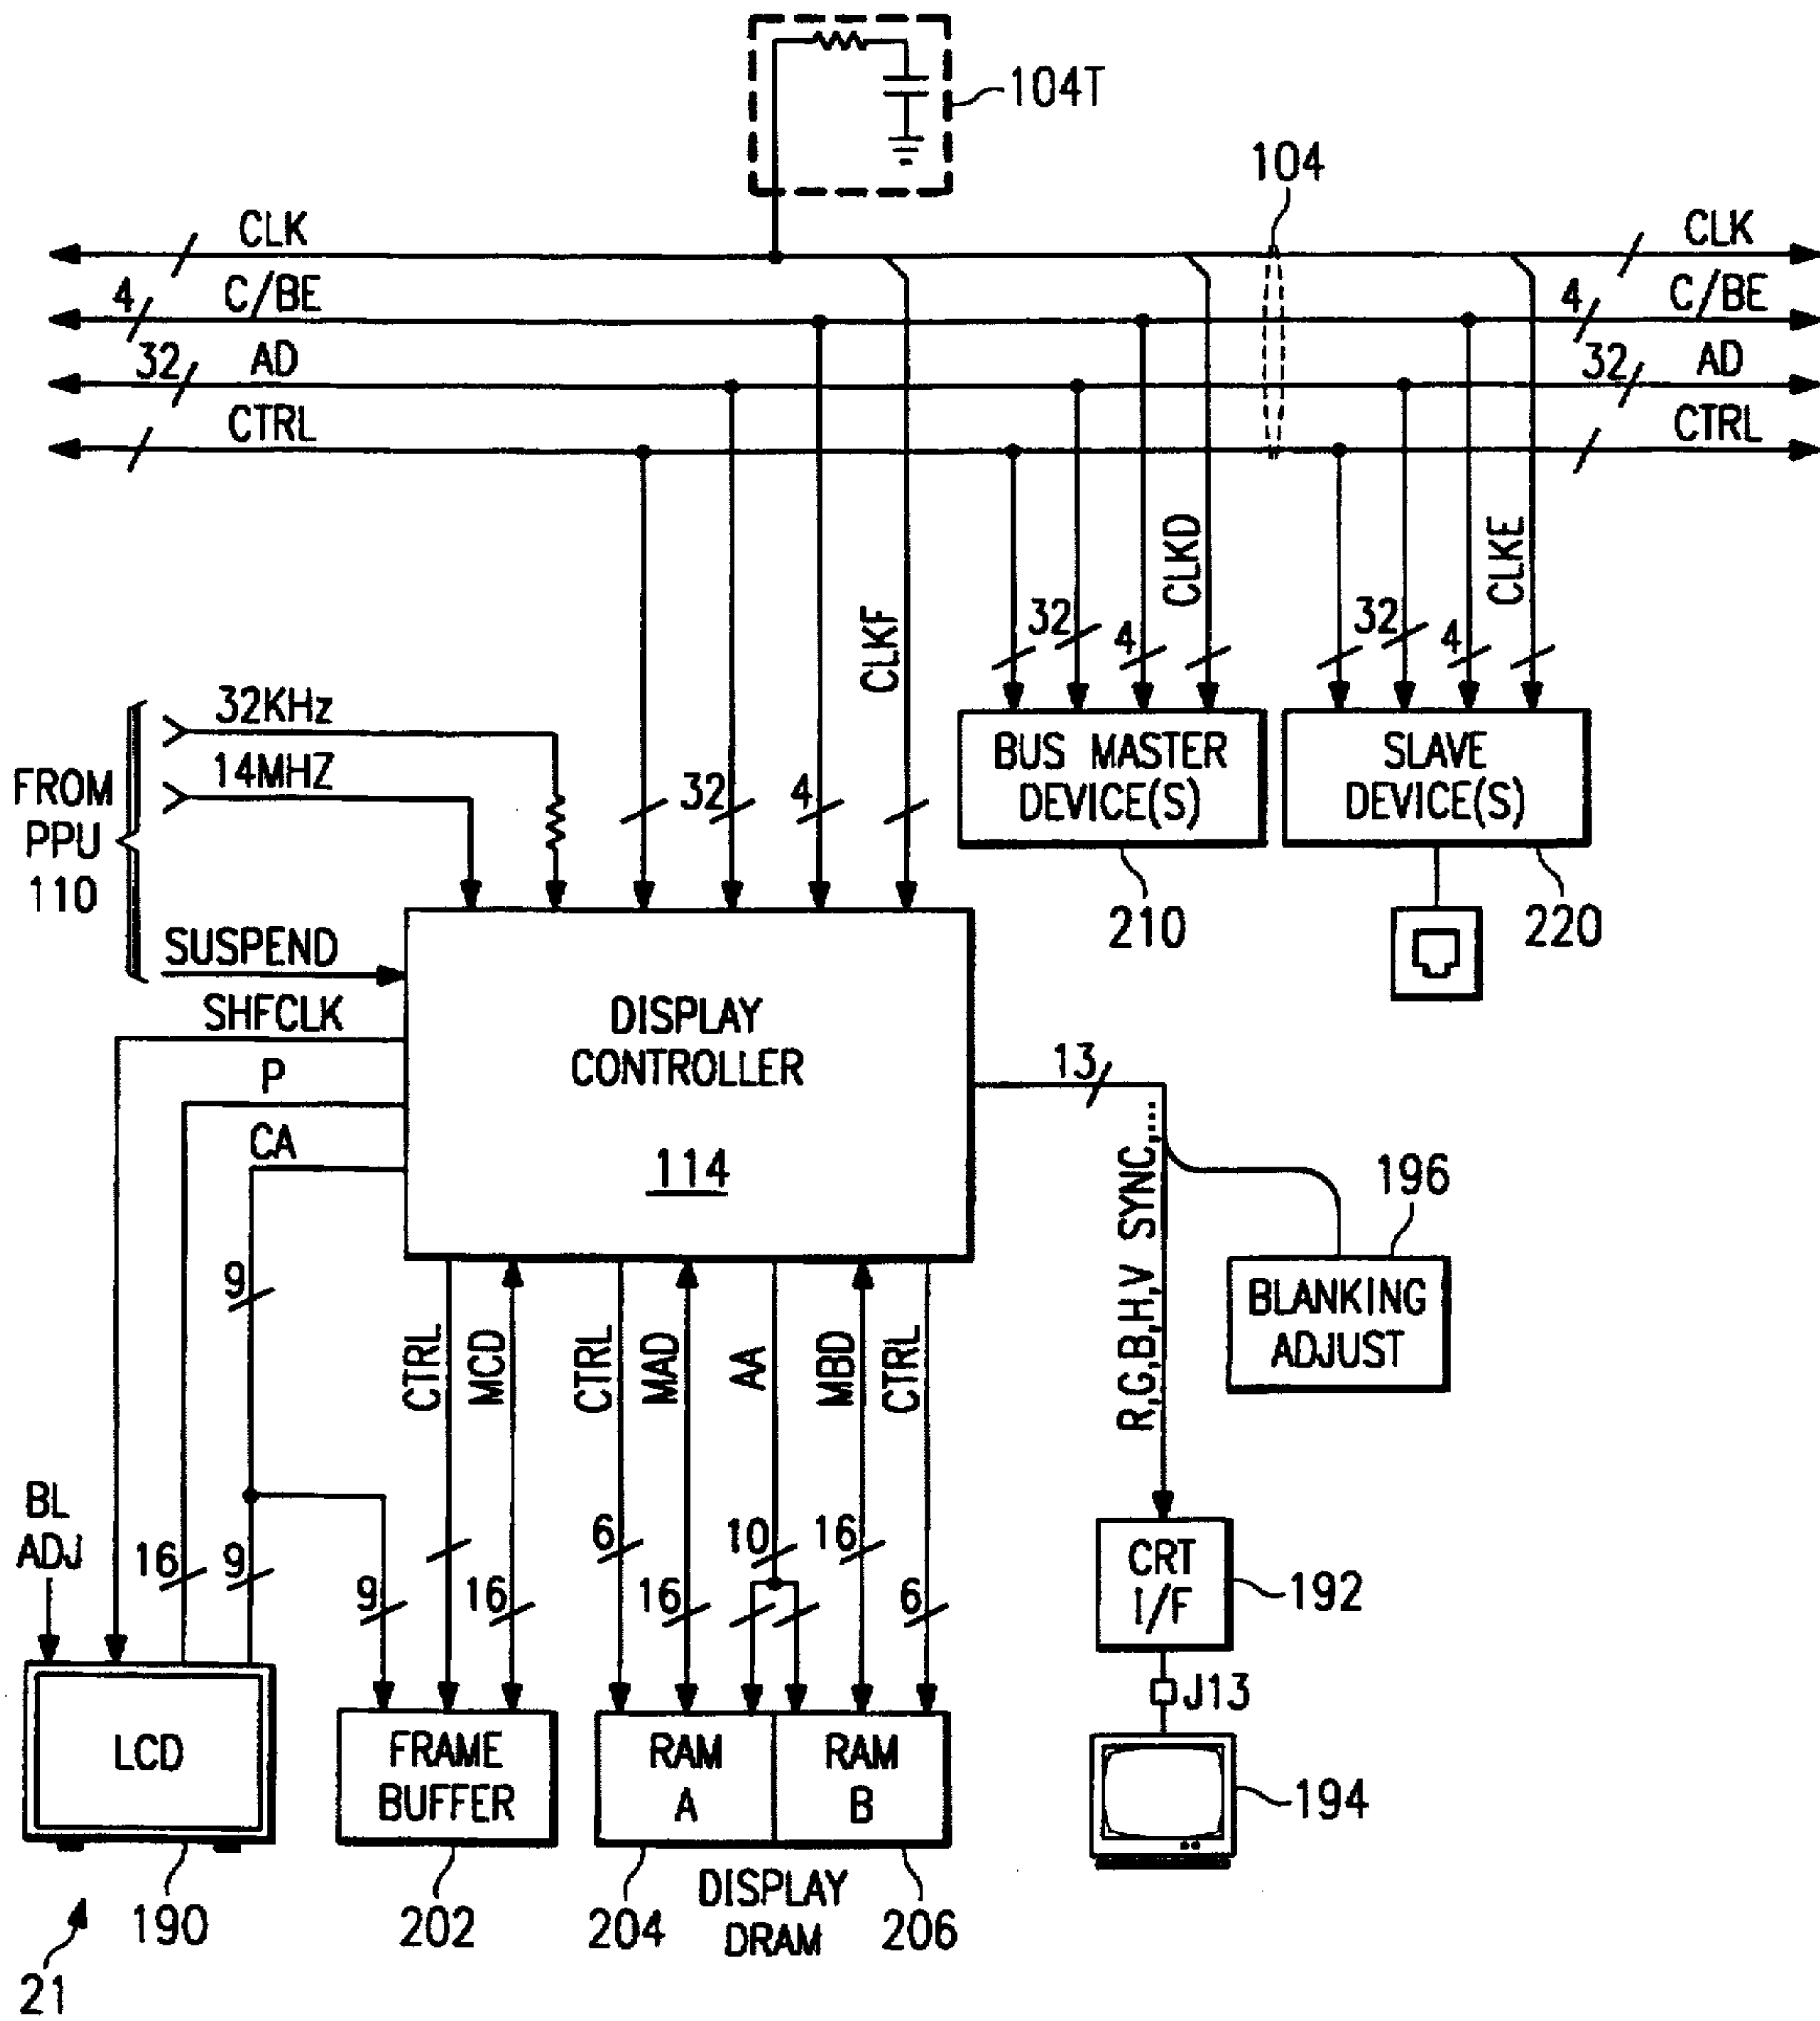 104T
104
CLK
CLK
4
C/BE
4
C/BE
32
AD
32
AD
CTRL
CTRL
CLKF
32
4
CLKD
32
4
CLKE
32KHz
14MHZ
FROM
PPU
110
32
4
BUS MASTER
DEVICE(S)
SLAVE
DEVICE(S)
210
220
SUSPEND
SHFCLK
P
CA
DISPLAY
CONTROLLER
114
13
R,G,B,H,V SYNC,...
196
BLANKING
ADJUST
9
CTRL
MCD
CTRL
MAD
AA
MBD
CTRL
BL
ADJ
16
9
9
16
6
16
10
16
6
CRT
I/F
192
J13
194
LCD
FRAME
BUFFER
RAM
A
RAM
B
190
202
204
DISPLAY
DRAM
206
21